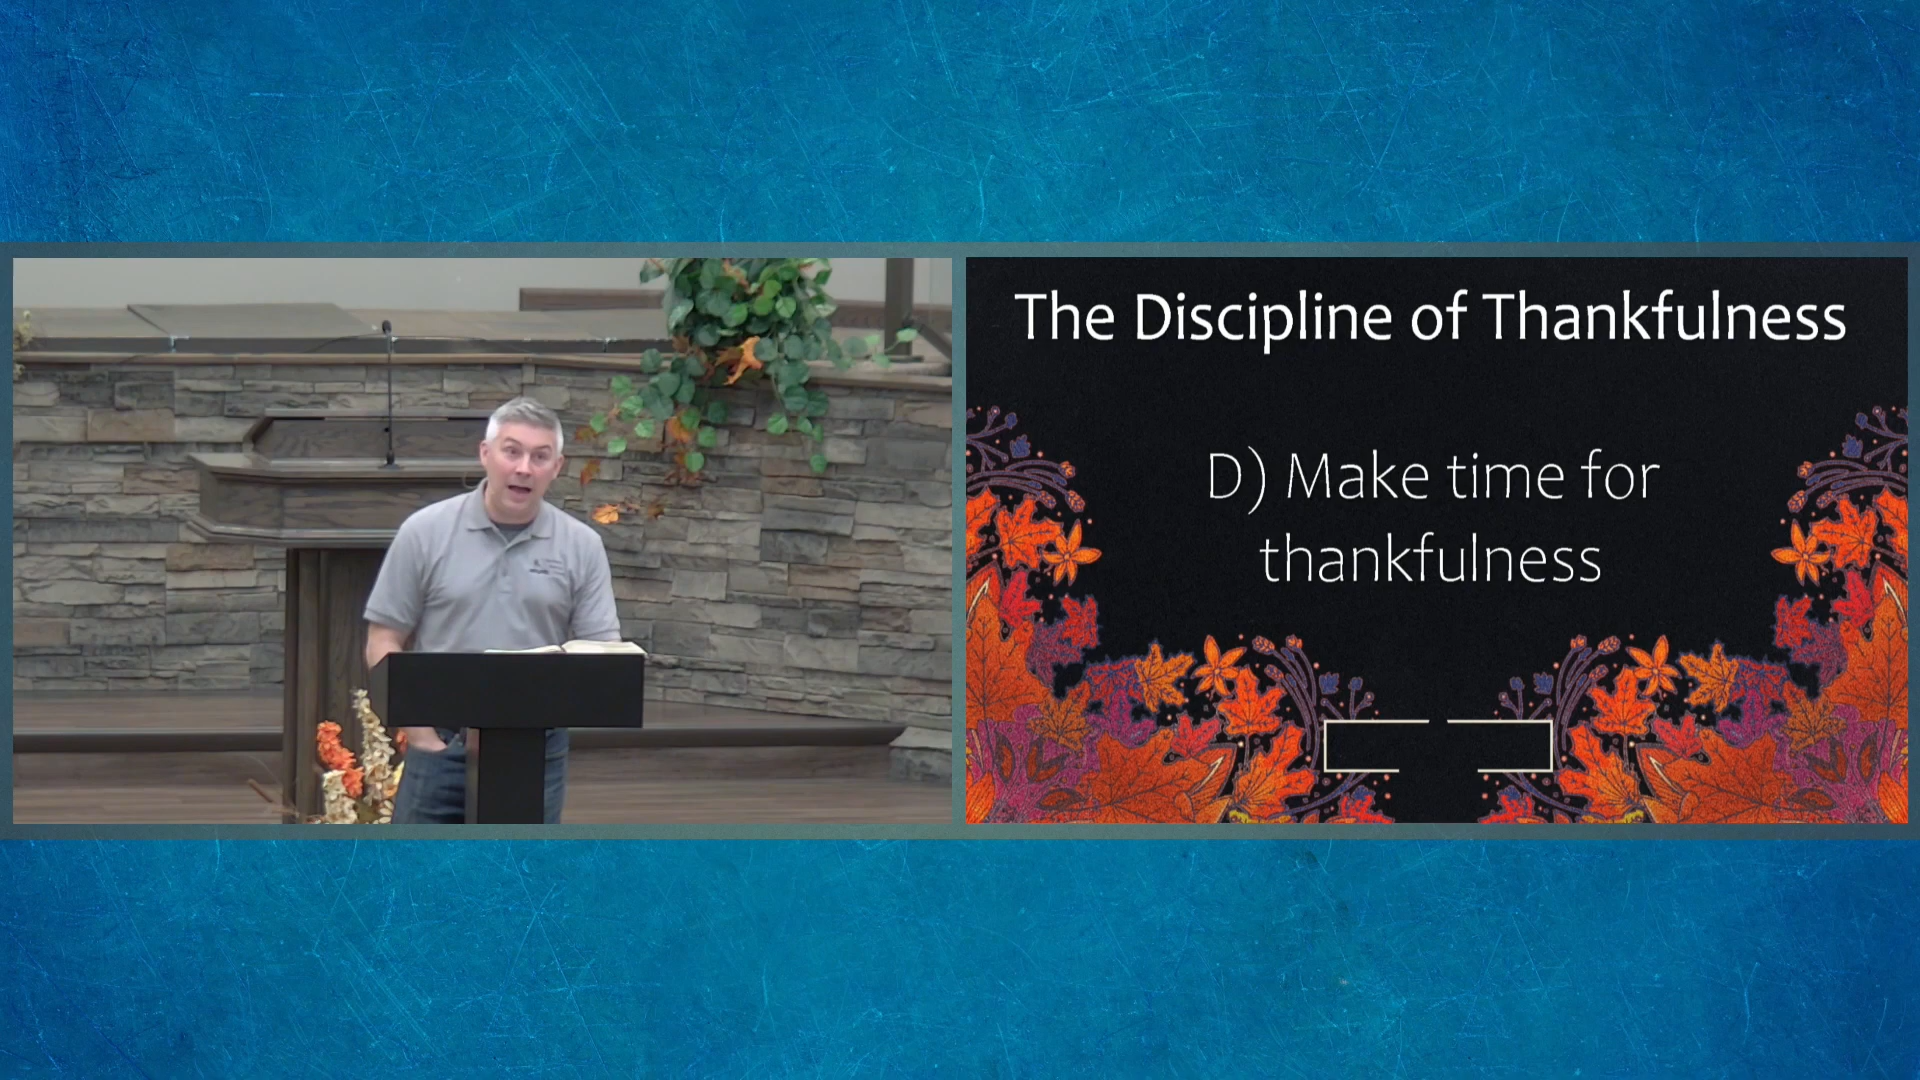 The Discipline of Thankfulness
D) Make time for
thankfulness